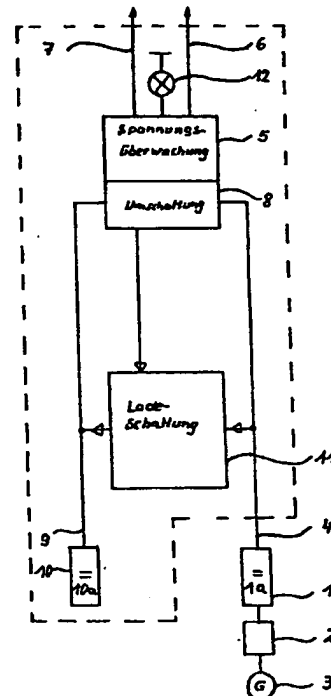 7
6
12
Spannungs-
überwachung
5
Umschaltung
8
Lade-
Schaltung
11
9
4
10
= 10a
= 1a
1
2
G
3